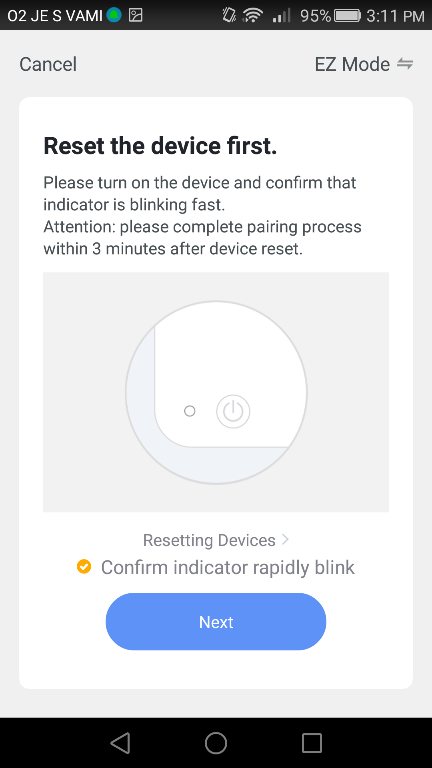 O2 JE S VAMI 95% 3:11 PM
Cancel EZ Mode
Reset the device first.
Please turn on the device and confirm that
indicator is blinking fast.
Attention: please complete pairing process
within 3 minutes after device reset.
Resetting Devices
Confirm indicator rapidly blink
Next